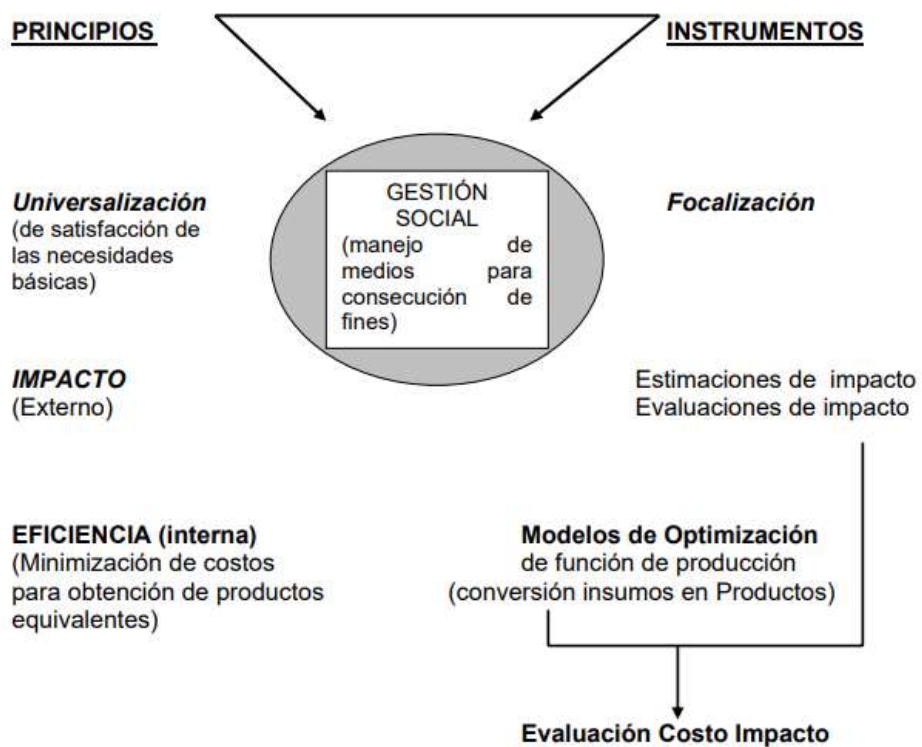 PRINCIPIOS
INSTRUMENTOS
GESTIÓN
SOCIAL
(manejo de
medios para
consecución de
fines)
Universalización
(de satisfacción de
las necesidades
básicas)
Focalización
IMPACTO
(Externo)
Estimaciones de impacto
Evaluaciones de impacto
EFICIENCIA (interna)
(Minimización de costos
para obtención de productos
equivalentes)
Modelos de Optimización
de función de producción
(conversión insumos en Productos)
Evaluación Costo Impacto